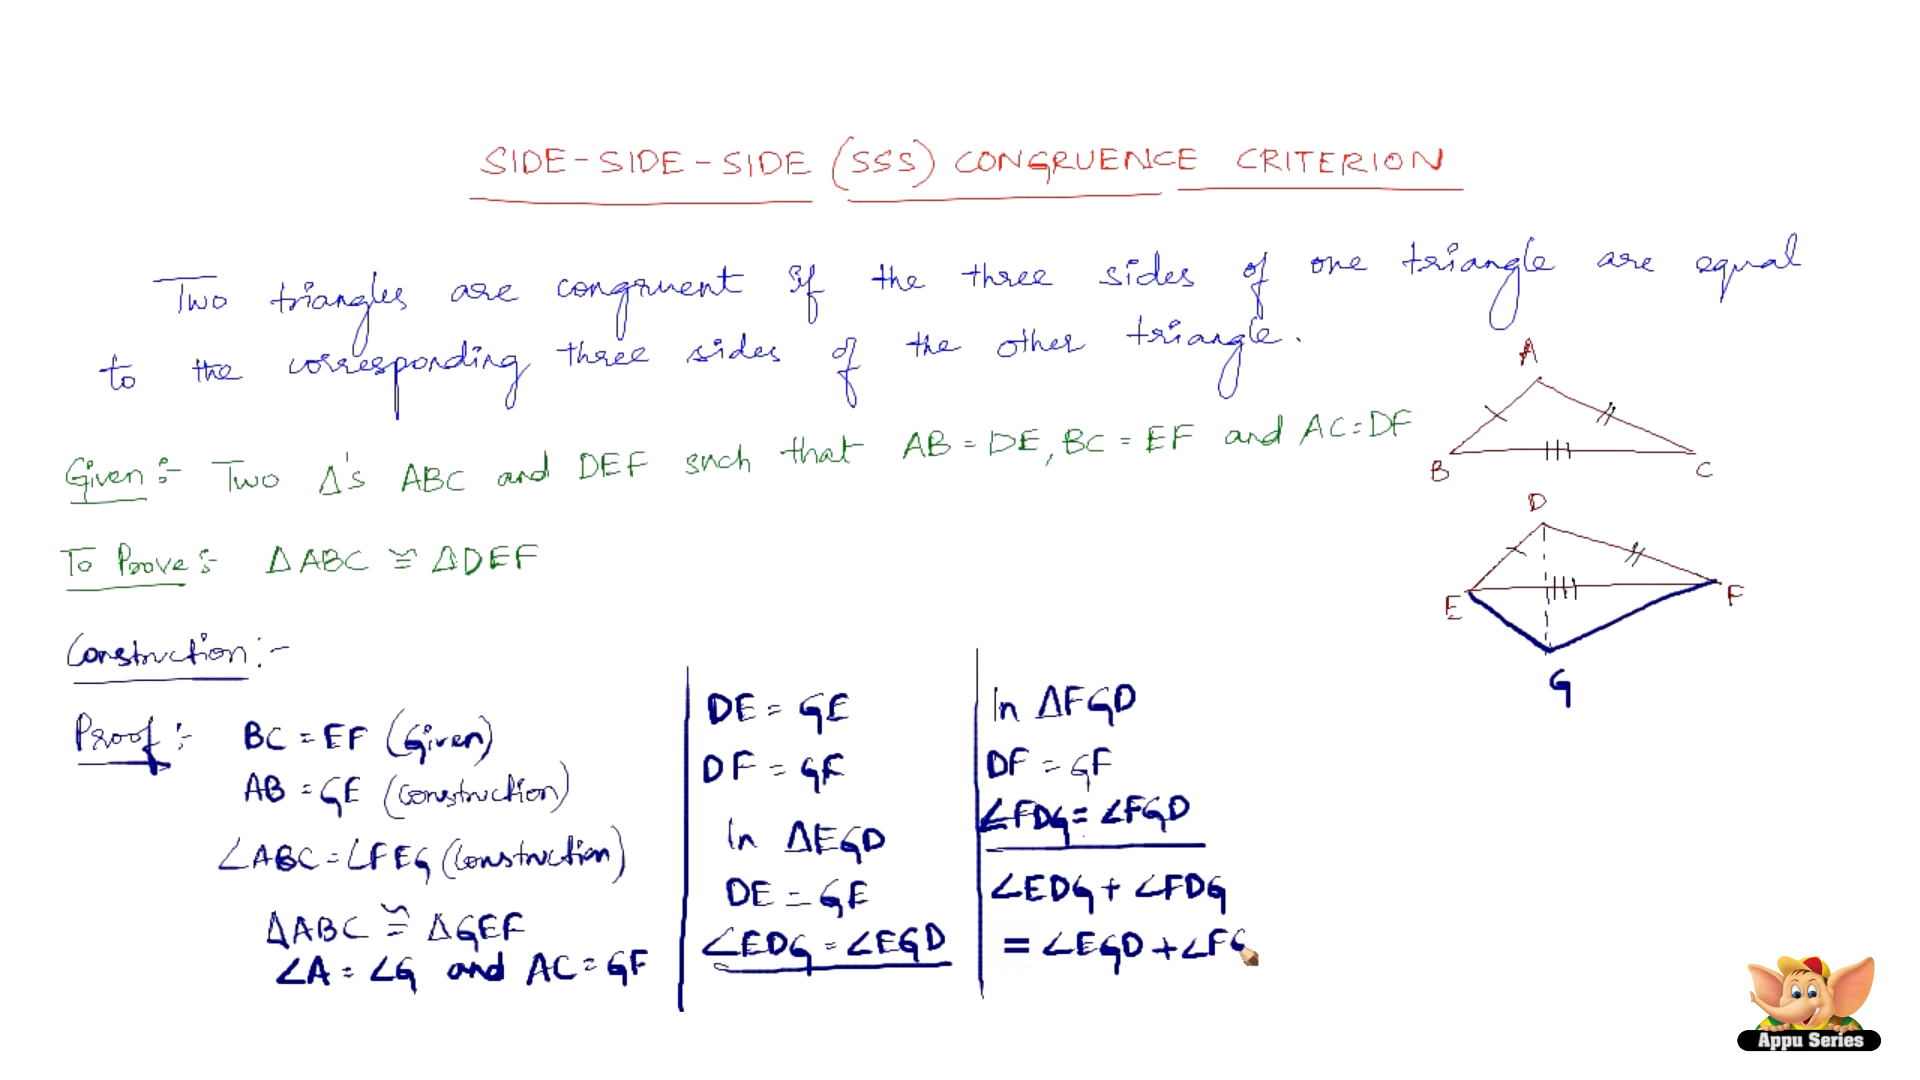 SIDE-SIDE-SIDE (SSS) CONGRUENCE CRITERION
Two triangles are congruent if the three sides of one triangle are equal
to the corresponding three sides of the other triangle.
Given :- Two Δ's ABC and DEF such that AB = DE, BC = EF and AC = DF
To Prove :- Δ ABC ≅ Δ DEF
Construction :-
Proof :- BC = EF (Given)
AB = GE (construction)
∠ABC = ∠FEG (Construction)
ΔABC ≅ ΔGEF
∠A = ∠G and AC = GF
DE = GE
DF = GF
In ΔEGD
DE = GE
∠EDG = ∠EGD
In ΔFGD
DF = GF
∠FDG = ∠FGD
∠EDG + ∠FDG
= ∠EGD + ∠FG
A
B
C
D
E
F
G
Appu Series